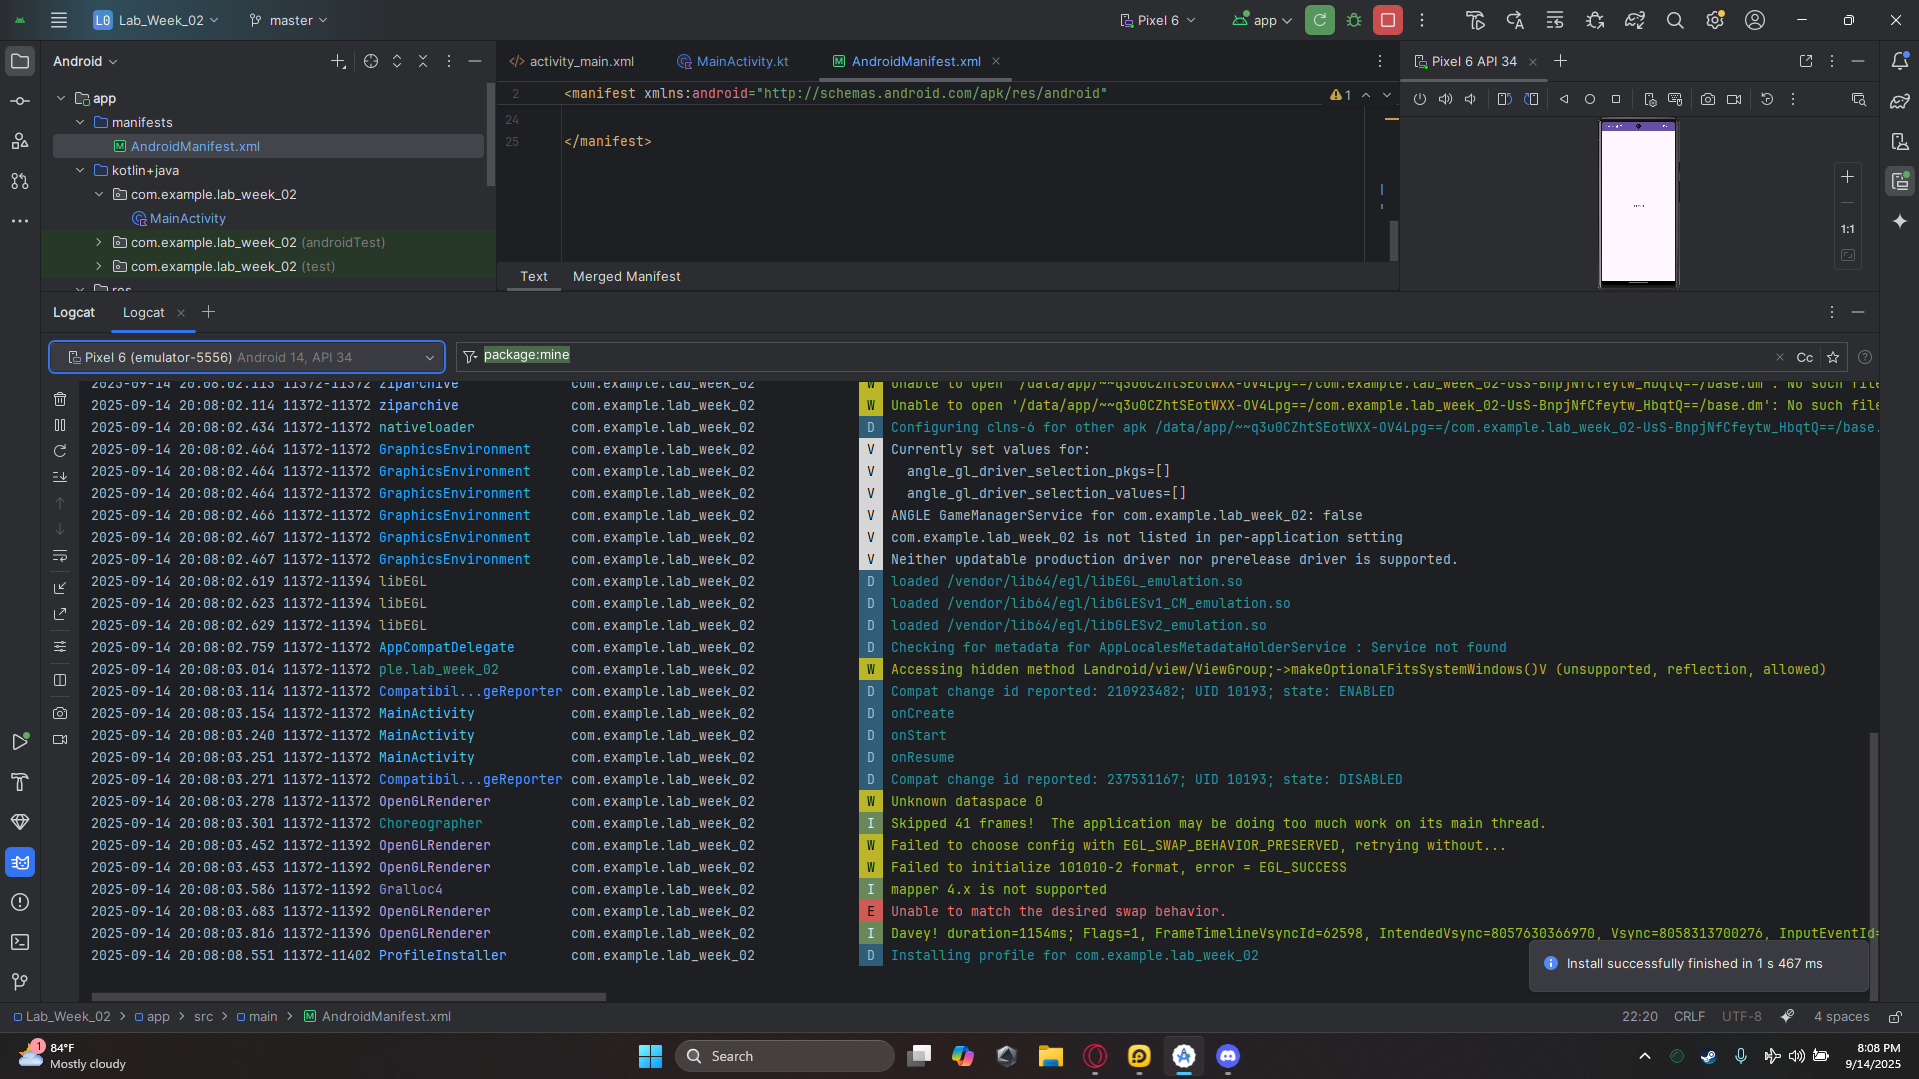 L0 Lab_Week_02 master Pixel 6 app
Android
activity_main.xml MainActivity.kt AndroidManifest.xml
Pixel 6 API 34
app
manifests
AndroidManifest.xml
kotlin+java
com.example.lab_week_02
MainActivity
com.example.lab_week_02 (androidTest)
com.example.lab_week_02 (test)
res
2 <manifest xmlns:android="http://schemas.android.com/apk/res/android"
1
24
25 </manifest>
Text Merged Manifest
1:1
Logcat Logcat
Pixel 6 (emulator-5556) Android 14, API 34 package:mine Cc
2025-09-14 20:08:02.113 11372-11372 ziparchive com.example.lab_week_02 W Unable to open '/data/app/~~q3u0CZhtSEotWXX-OV4Lpg==/com.example.lab_week_02-UsS-BnpjNfCfeytw_HbqtQ==/base.dm': No such file
2025-09-14 20:08:02.114 11372-11372 ziparchive com.example.lab_week_02 W Unable to open '/data/app/~~q3u0CZhtSEotWXX-OV4Lpg==/com.example.lab_week_02-UsS-BnpjNfCfeytw_HbqtQ==/base.dm': No such file
2025-09-14 20:08:02.434 11372-11372 nativeloader com.example.lab_week_02 D Configuring clns-6 for other apk /data/app/~~q3u0CZhtSEotWXX-OV4Lpg==/com.example.lab_week_02-UsS-BnpjNfCfeytw_HbqtQ==/base.
2025-09-14 20:08:02.464 11372-11372 GraphicsEnvironment com.example.lab_week_02 V Currently set values for:
2025-09-14 20:08:02.464 11372-11372 GraphicsEnvironment com.example.lab_week_02 V angle_gl_driver_selection_pkgs=[]
2025-09-14 20:08:02.464 11372-11372 GraphicsEnvironment com.example.lab_week_02 V angle_gl_driver_selection_values=[]
2025-09-14 20:08:02.466 11372-11372 GraphicsEnvironment com.example.lab_week_02 V ANGLE GameManagerService for com.example.lab_week_02: false
2025-09-14 20:08:02.467 11372-11372 GraphicsEnvironment com.example.lab_week_02 V com.example.lab_week_02 is not listed in per-application setting
2025-09-14 20:08:02.467 11372-11372 GraphicsEnvironment com.example.lab_week_02 V Neither updatable production driver nor prerelease driver is supported.
2025-09-14 20:08:02.619 11372-11394 libEGL com.example.lab_week_02 D loaded /vendor/lib64/egl/libEGL_emulation.so
2025-09-14 20:08:02.623 11372-11394 libEGL com.example.lab_week_02 D loaded /vendor/lib64/egl/libGLESv1_CM_emulation.so
2025-09-14 20:08:02.629 11372-11394 libEGL com.example.lab_week_02 D loaded /vendor/lib64/egl/libGLESv2_emulation.so
2025-09-14 20:08:02.759 11372-11372 AppCompatDelegate com.example.lab_week_02 D Checking for metadata for AppLocalesMetadataHolderService : Service not found
2025-09-14 20:08:03.014 11372-11372 ple.lab_week_02 com.example.lab_week_02 W Accessing hidden method Landroid/view/ViewGroup;->makeOptionalFitsSystemWindows()V (unsupported, reflection, allowed)
2025-09-14 20:08:03.114 11372-11372 Compatibil...geReporter com.example.lab_week_02 D Compat change id reported: 210923482; UID 10193; state: ENABLED
2025-09-14 20:08:03.154 11372-11372 MainActivity com.example.lab_week_02 D onCreate
2025-09-14 20:08:03.240 11372-11372 MainActivity com.example.lab_week_02 D onStart
2025-09-14 20:08:03.251 11372-11372 MainActivity com.example.lab_week_02 D onResume
2025-09-14 20:08:03.271 11372-11372 Compatibil...geReporter com.example.lab_week_02 D Compat change id reported: 237531167; UID 10193; state: DISABLED
2025-09-14 20:08:03.278 11372-11372 OpenGLRenderer com.example.lab_week_02 W Unknown dataspace 0
2025-09-14 20:08:03.301 11372-11372 Choreographer com.example.lab_week_02 I Skipped 41 frames!  The application may be doing too much work on its main thread.
2025-09-14 20:08:03.452 11372-11392 OpenGLRenderer com.example.lab_week_02 W Failed to choose config with EGL_SWAP_BEHAVIOR_PRESERVED, retrying without...
2025-09-14 20:08:03.453 11372-11392 OpenGLRenderer com.example.lab_week_02 W Failed to initialize 101010-2 format, error = EGL_SUCCESS
2025-09-14 20:08:03.586 11372-11392 Gralloc4 com.example.lab_week_02 I mapper 4.x is not supported
2025-09-14 20:08:03.683 11372-11392 OpenGLRenderer com.example.lab_week_02 E Unable to match the desired swap behavior.
2025-09-14 20:08:03.816 11372-11396 OpenGLRenderer com.example.lab_week_02 I Davey! duration=1154ms; Flags=1, FrameTimelineVsyncId=62598, IntendedVsync=8057630366970, Vsync=8058313700276, InputEventId=
2025-09-14 20:08:08.551 11372-11402 ProfileInstaller com.example.lab_week_02 D Installing profile for com.example.lab_week_02
Install successfully finished in 1 s 467 ms
Lab_Week_02 > app > src > main > AndroidManifest.xml 22:20 CRLF UTF-8 4 spaces
1 84°F
Mostly cloudy
Search
8:08 PM
9/14/2025